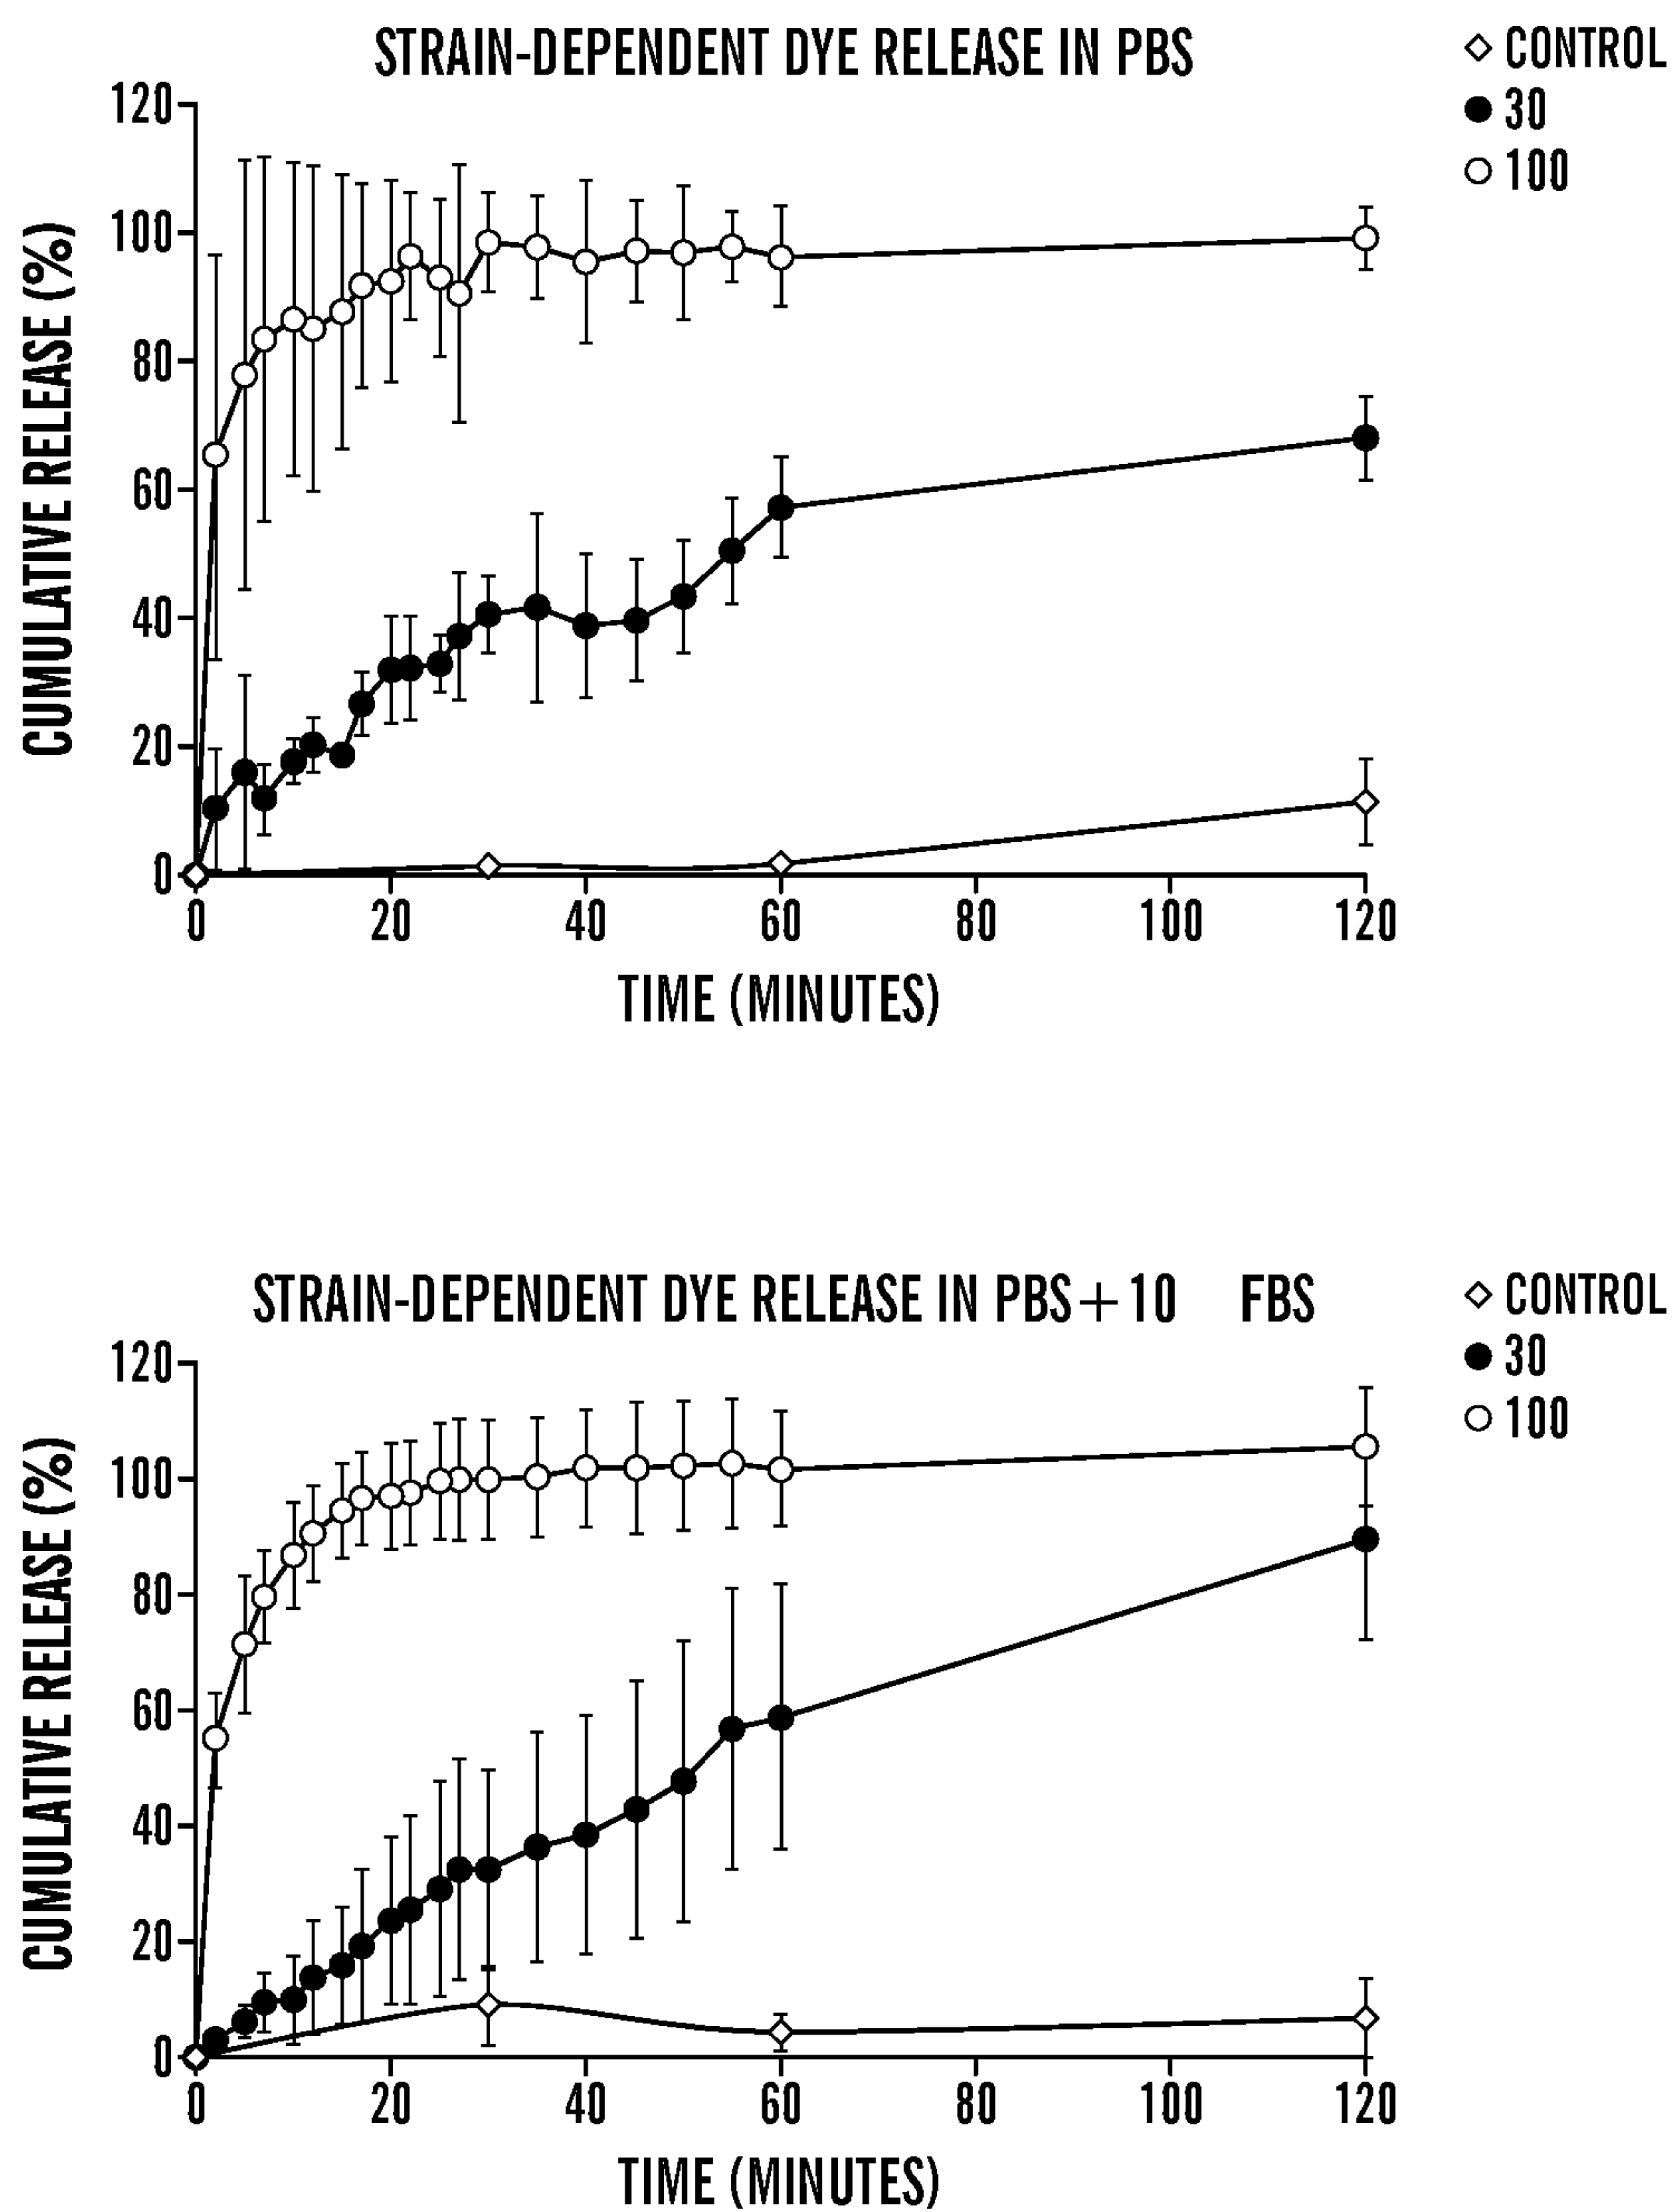 STRAIN-DEPENDENT DYE RELEASE IN PBS
CONTROL
30
100
CUMULATIVE RELEASE (%)
120
100
80
60
40
20
0
0 20 40 60 80 100 120
TIME (MINUTES)
STRAIN-DEPENDENT DYE RELEASE IN PBS+10 FBS
CONTROL
30
100
CUMULATIVE RELEASE (%)
120
100
80
60
40
20
0
0 20 40 60 80 100 120
TIME (MINUTES)